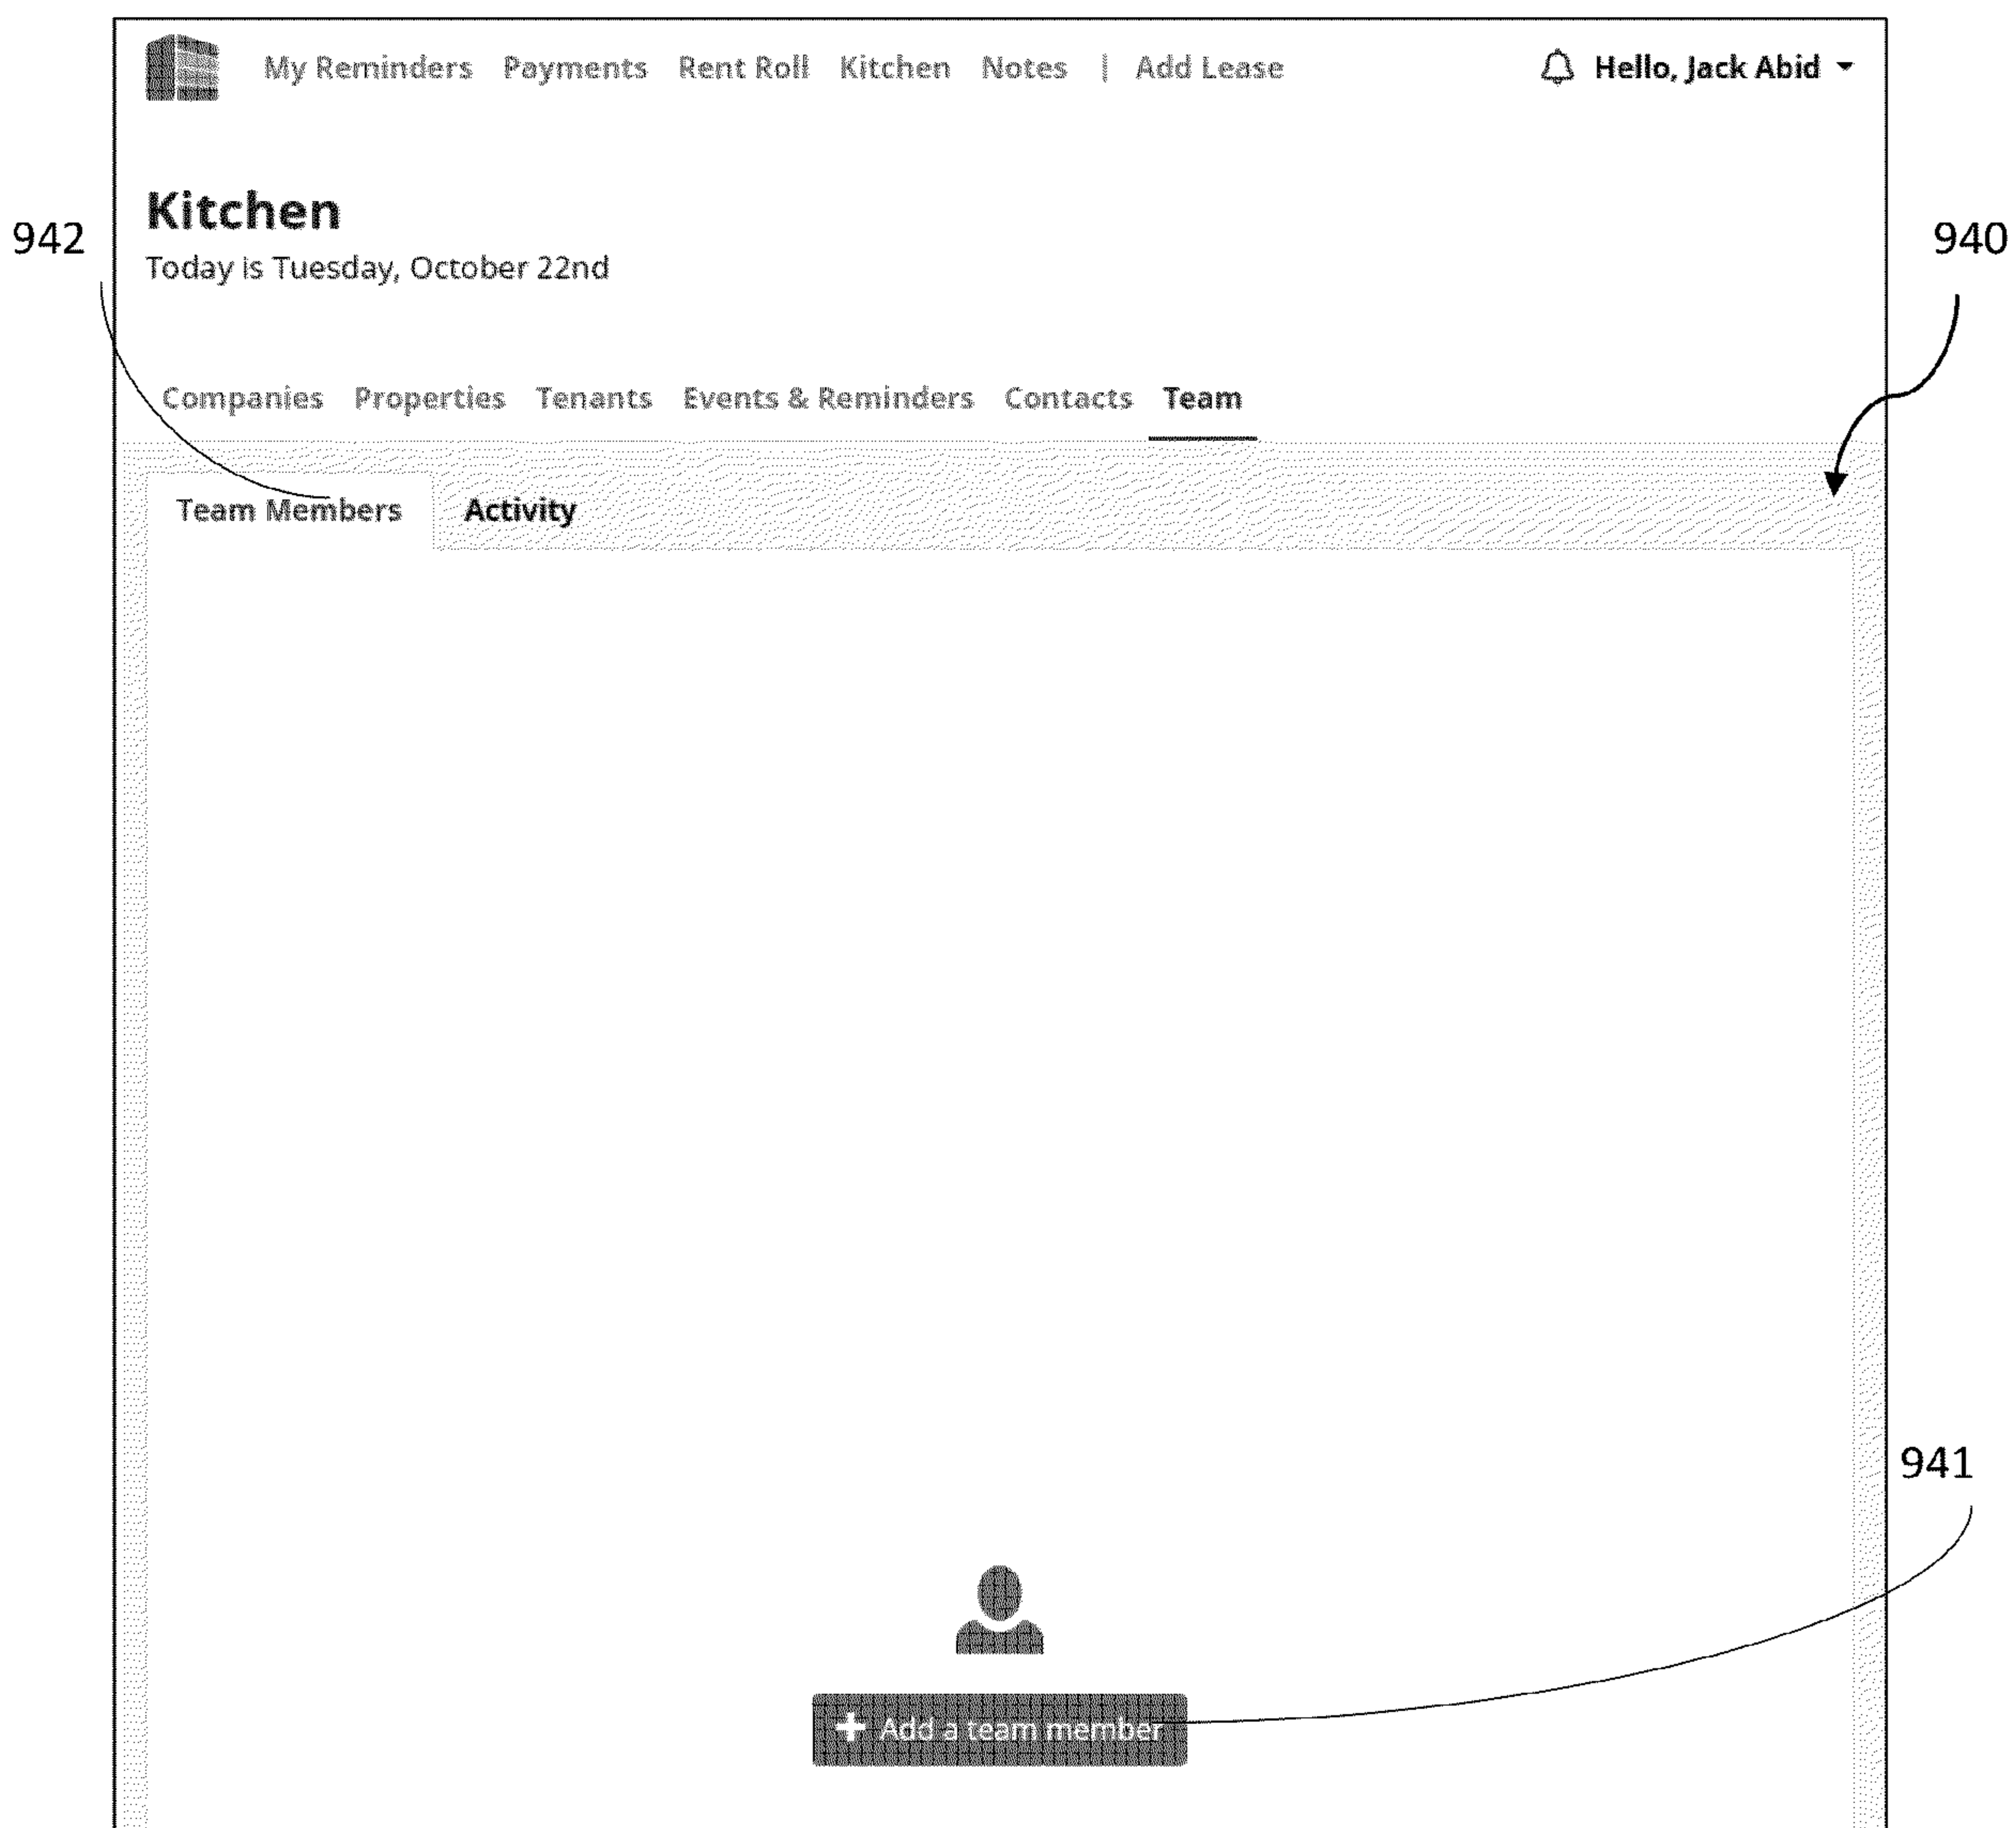 My Reminders Payments Rent Roll Kitchen Notes | Add Lease Hello, Jack Abid
Kitchen
942
940
Today is Tuesday, October 22nd
Companies Properties Tenants Events & Reminders Contacts Team
Team Members Activity
941
+ Add a team member